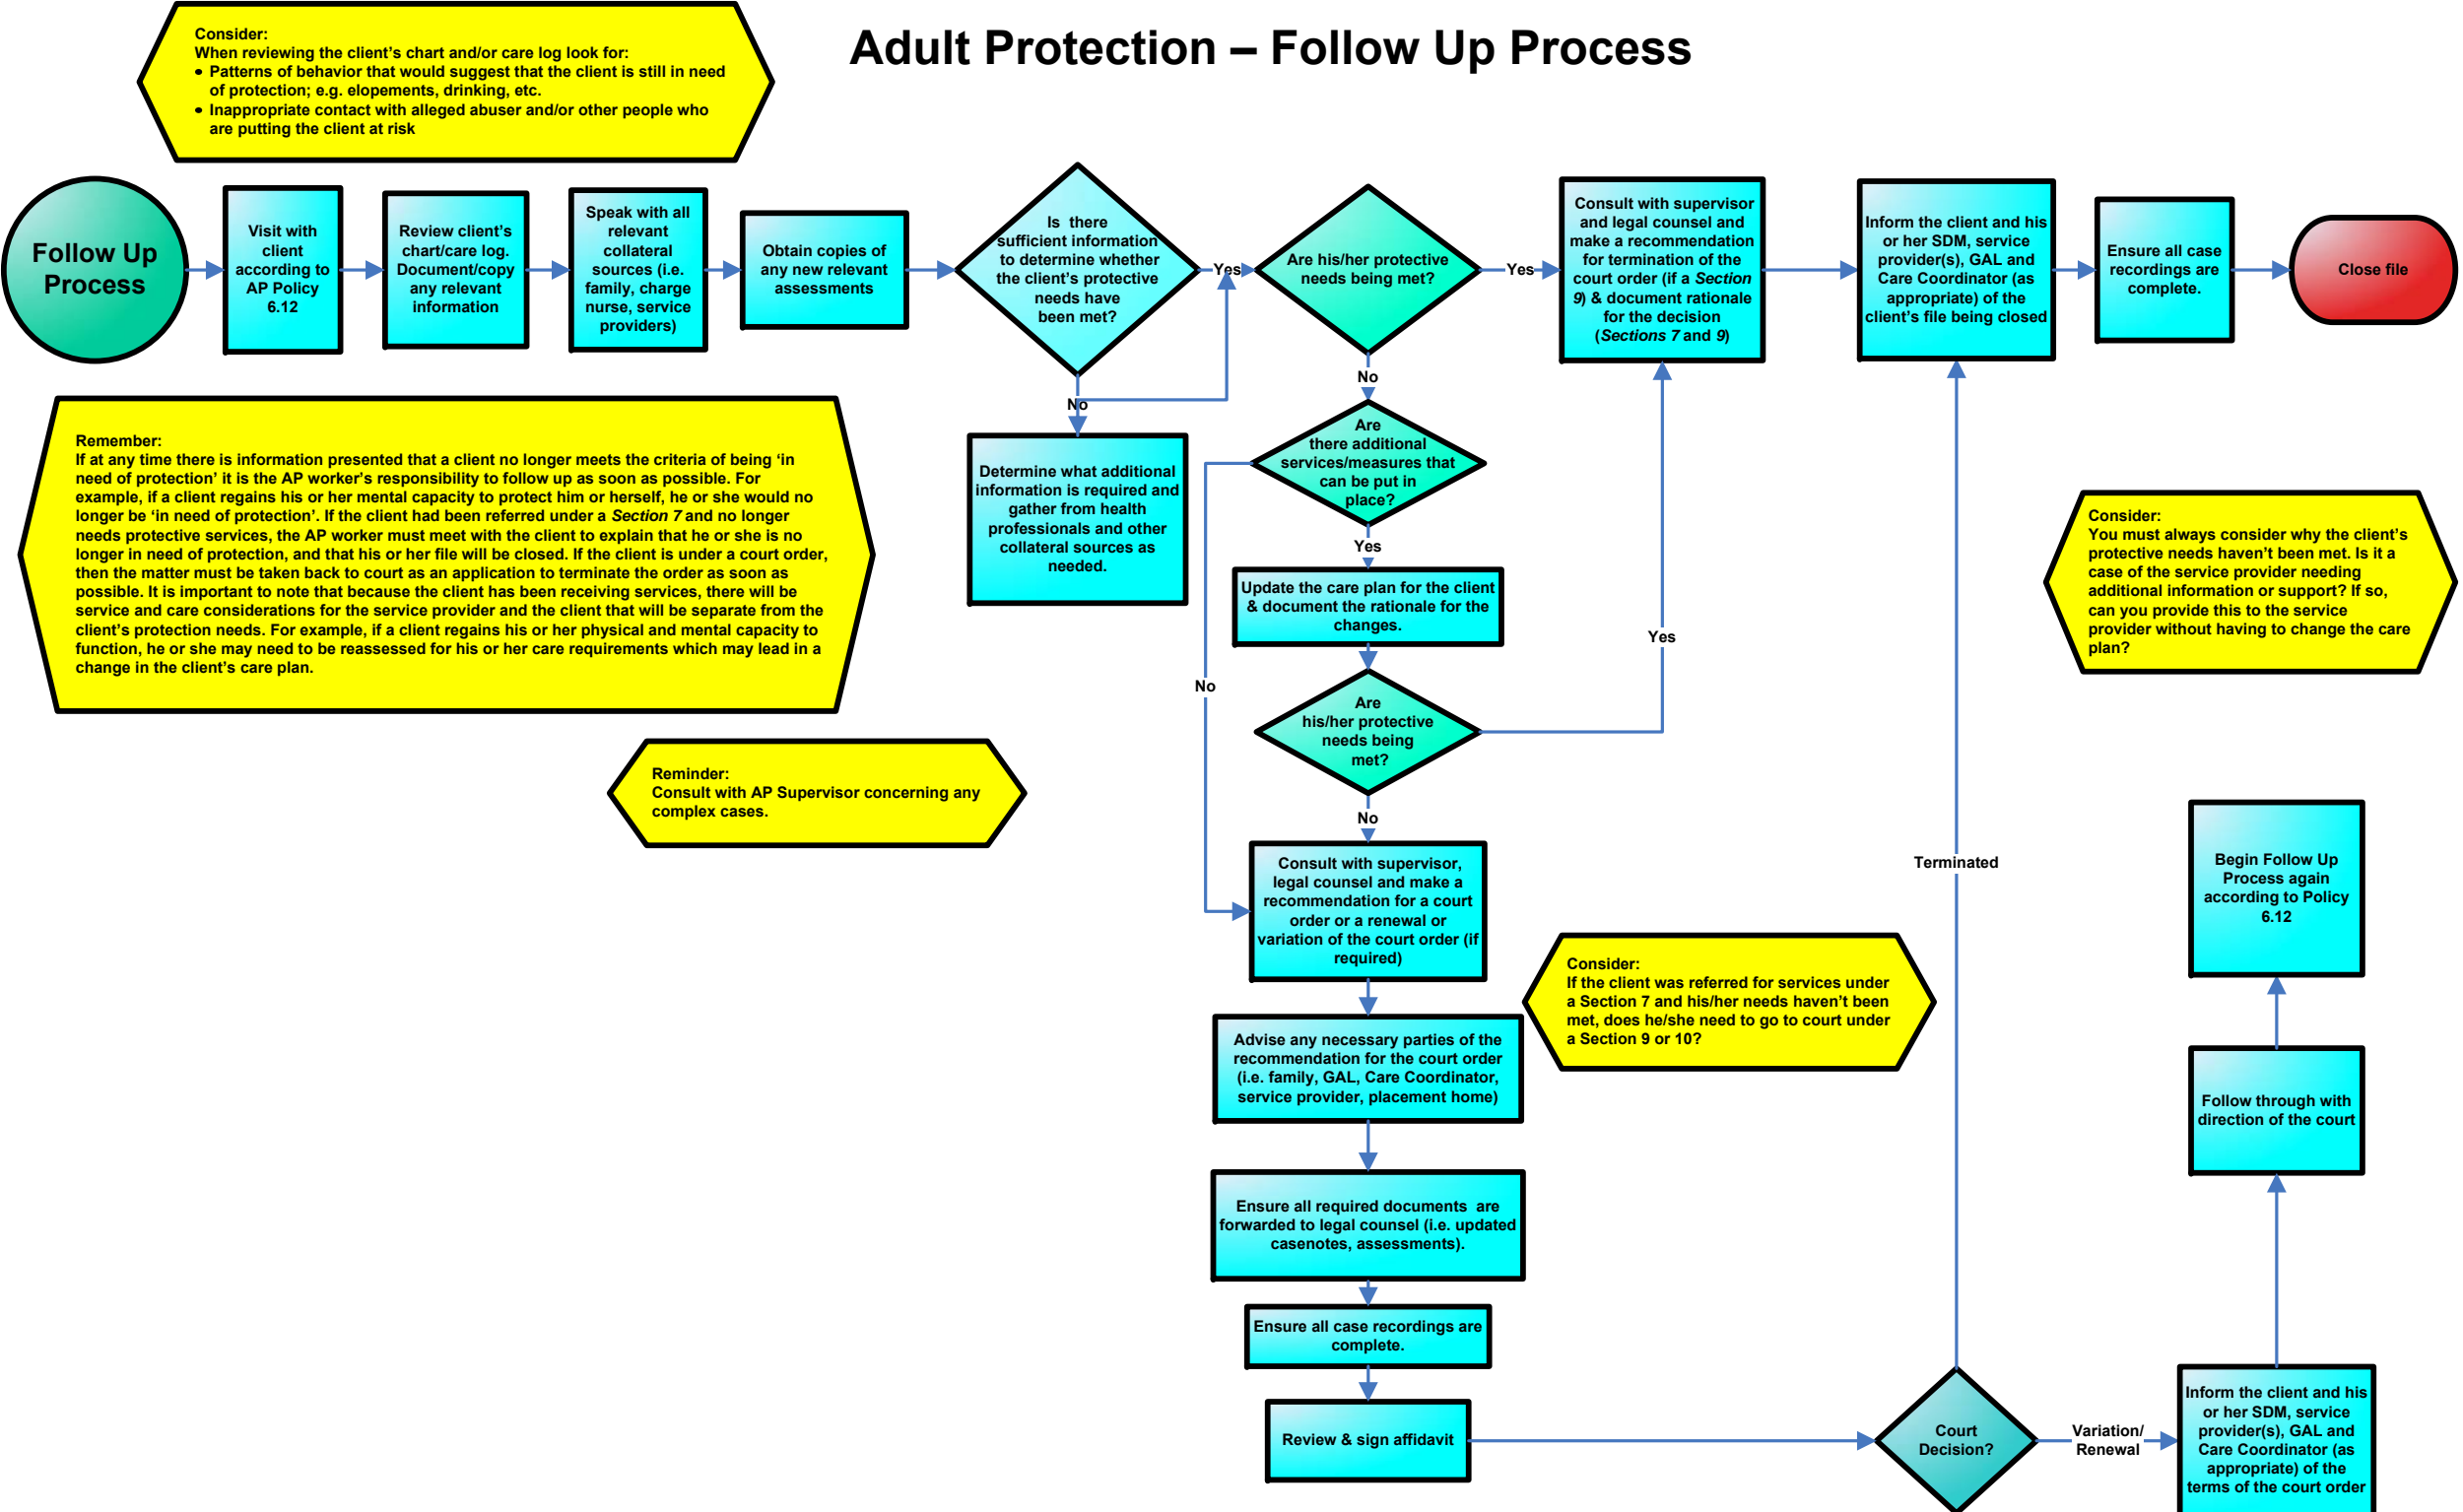 Adult Protection – Follow Up Process
Consider:
When reviewing the client's chart and/or care log look for:
• Patterns of behavior that would suggest that the client is still in need
of protection; e.g. elopements, drinking, etc.
• Inappropriate contact with alleged abuser and/or other people who
are putting the client at risk
Follow Up
Process
Visit with
client
according to
AP Policy
6.12
Review client's
chart/care log.
Document/copy
any relevant
information
Speak with all
relevant
collateral
sources (i.e.
family, charge
nurse, service
providers)
Obtain copies of
any new relevant
assessments
Is there
sufficient information
to determine whether
the client's protective
needs have
been met?
Yes
No
Are his/her protective
needs being met?
Yes
No
Consult with supervisor
and legal counsel and
make a recommendation
for termination of the
court order (if a Section
9) & document rationale
for the decision
(Sections 7 and 9)
Inform the client and his
or her SDM, service
provider(s), GAL and
Care Coordinator (as
appropriate) of the
client's file being closed
Ensure all case
recordings are
complete.
Close file
Remember:
If at any time there is information presented that a client no longer meets the criteria of being 'in
need of protection' it is the AP worker's responsibility to follow up as soon as possible. For
example, if a client regains his or her mental capacity to protect him or herself, he or she would no
longer be 'in need of protection'. If the client had been referred under a Section 7 and no longer
needs protective services, the AP worker must meet with the client to explain that he or she is no
longer in need of protection, and that his or her file will be closed. If the client is under a court order,
then the matter must be taken back to court as an application to terminate the order as soon as
possible. It is important to note that because the client has been receiving services, there will be
service and care considerations for the service provider and the client that will be separate from the
client's protection needs. For example, if a client regains his or her physical and mental capacity to
function, he or she may need to be reassessed for his or her care requirements which may lead in a
change in the client's care plan.
Determine what additional
information is required and
gather from health
professionals and other
collateral sources as
needed.
Are
there additional
services/measures that
can be put in
place?
Yes
No
Update the care plan for the client
& document the rationale for the
changes.
Are
his/her protective
needs being
met?
Yes
No
Consider:
You must always consider why the client's
protective needs haven't been met. Is it a
case of the service provider needing
additional information or support? If so,
can you provide this to the service
provider without having to change the care
plan?
Reminder:
Consult with AP Supervisor concerning any
complex cases.
Consult with supervisor,
legal counsel and make a
recommendation for a court
order or a renewal or
variation of the court order (if
required)
Consider:
If the client was referred for services under
a Section 7 and his/her needs haven't been
met, does he/she need to go to court under
a Section 9 or 10?
Advise any necessary parties of the
recommendation for the court order
(i.e. family, GAL, Care Coordinator,
service provider, placement home)
Ensure all required documents are
forwarded to legal counsel (i.e. updated
casenotes, assessments).
Ensure all case recordings are
complete.
Review & sign affidavit
Court
Decision?
Terminated
Variation/
Renewal
Inform the client and his
or her SDM, service
provider(s), GAL and
Care Coordinator (as
appropriate) of the
terms of the court order
Follow through with
direction of the court
Begin Follow Up
Process again
according to Policy
6.12